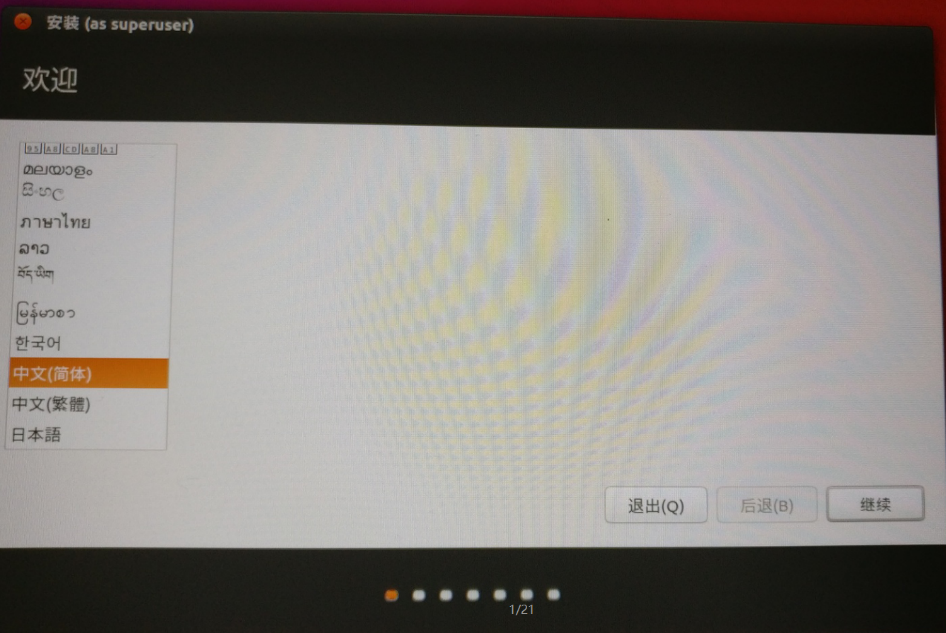 安装 (as superuser)
欢迎
മലയാളം
සිංහල
ภาษาไทย
ລາວ
བོད་ཡིག
မြန်မာစာ
한국어
中文(简体)
中文(繁體)
日本語
退出(Q)
后退(B)
继续
1/21